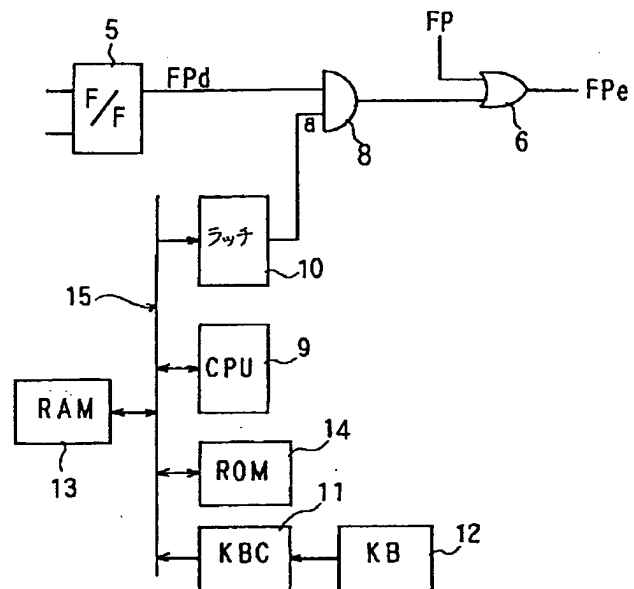 5
F/F
FPd
FP
FPe
6
a
8
ラッチ
10
15
CPU
9
RAM
13
ROM
14
11
KBC
KB
12